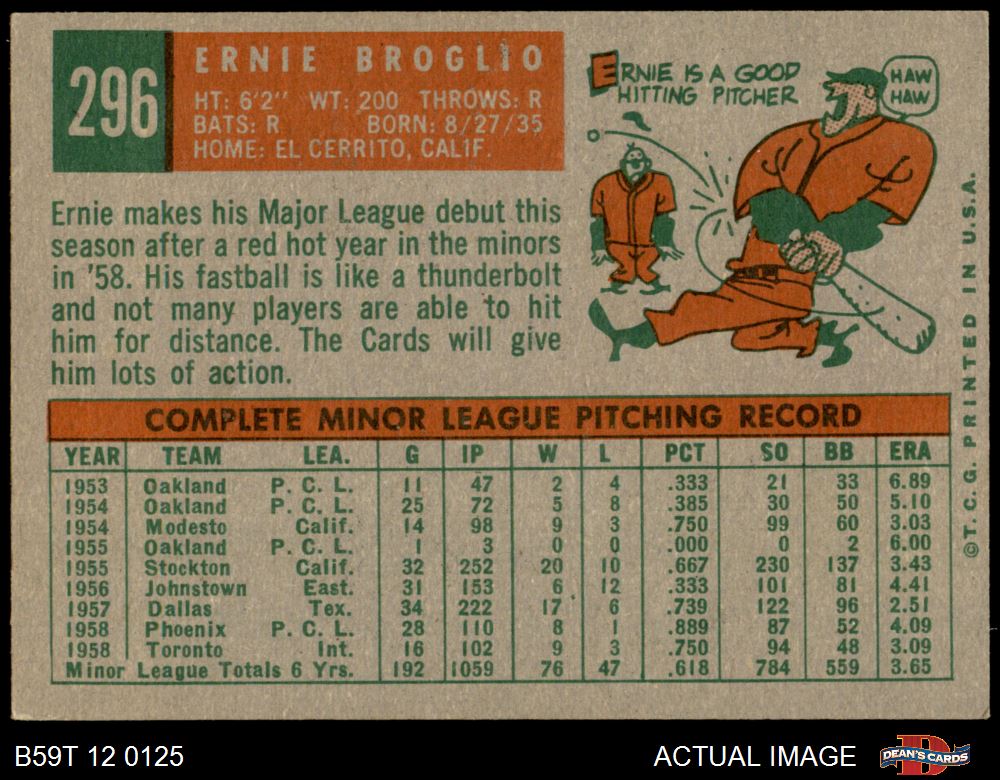 296
ERNIE BROGLIO
HT: 6'2" WT: 200 THROWS: R
BATS: R BORN: 8/27/35
HOME: EL CERRITO, CALIF.
ERNIE IS A GOOD
HITTING PITCHER
HAW
HAW
Ernie makes his Major League debut this
season after a red hot year in the minors
in '58. His fastball is like a thunderbolt
and not many players are able to hit
him for distance. The Cards will give
him lots of action.
COMPLETE MINOR LEAGUE PITCHING RECORD
YEAR TEAM LEA. G IP W L PCT SO BB ERA
1953 Oakland P. C. L. 11 47 2 4 .333 21 33 6.89
1954 Oakland P. C. L. 25 72 5 8 .385 30 50 5.10
1954 Modesto Calif. 14 98 9 3 .750 99 60 3.03
1955 Oakland P. C. L. 1 3 0 0 .000 0 2 6.00
1955 Stockton Calif. 32 252 20 10 .667 230 137 3.43
1956 Johnstown East. 31 153 6 12 .333 101 81 4.41
1957 Dallas Tex. 34 222 17 6 .739 122 96 2.51
1958 Phoenix P. C. L. 28 110 8 1 .889 87 52 4.09
1958 Toronto Int. 16 102 9 3 .750 94 48 3.09
Minor League Totals 6 Yrs. 192 1059 76 47 .618 784 559 3.65
©T. C. G. PRINTED IN U.S.A.
B59T 12 0125
ACTUAL IMAGE
D
DEAN'S CARDS